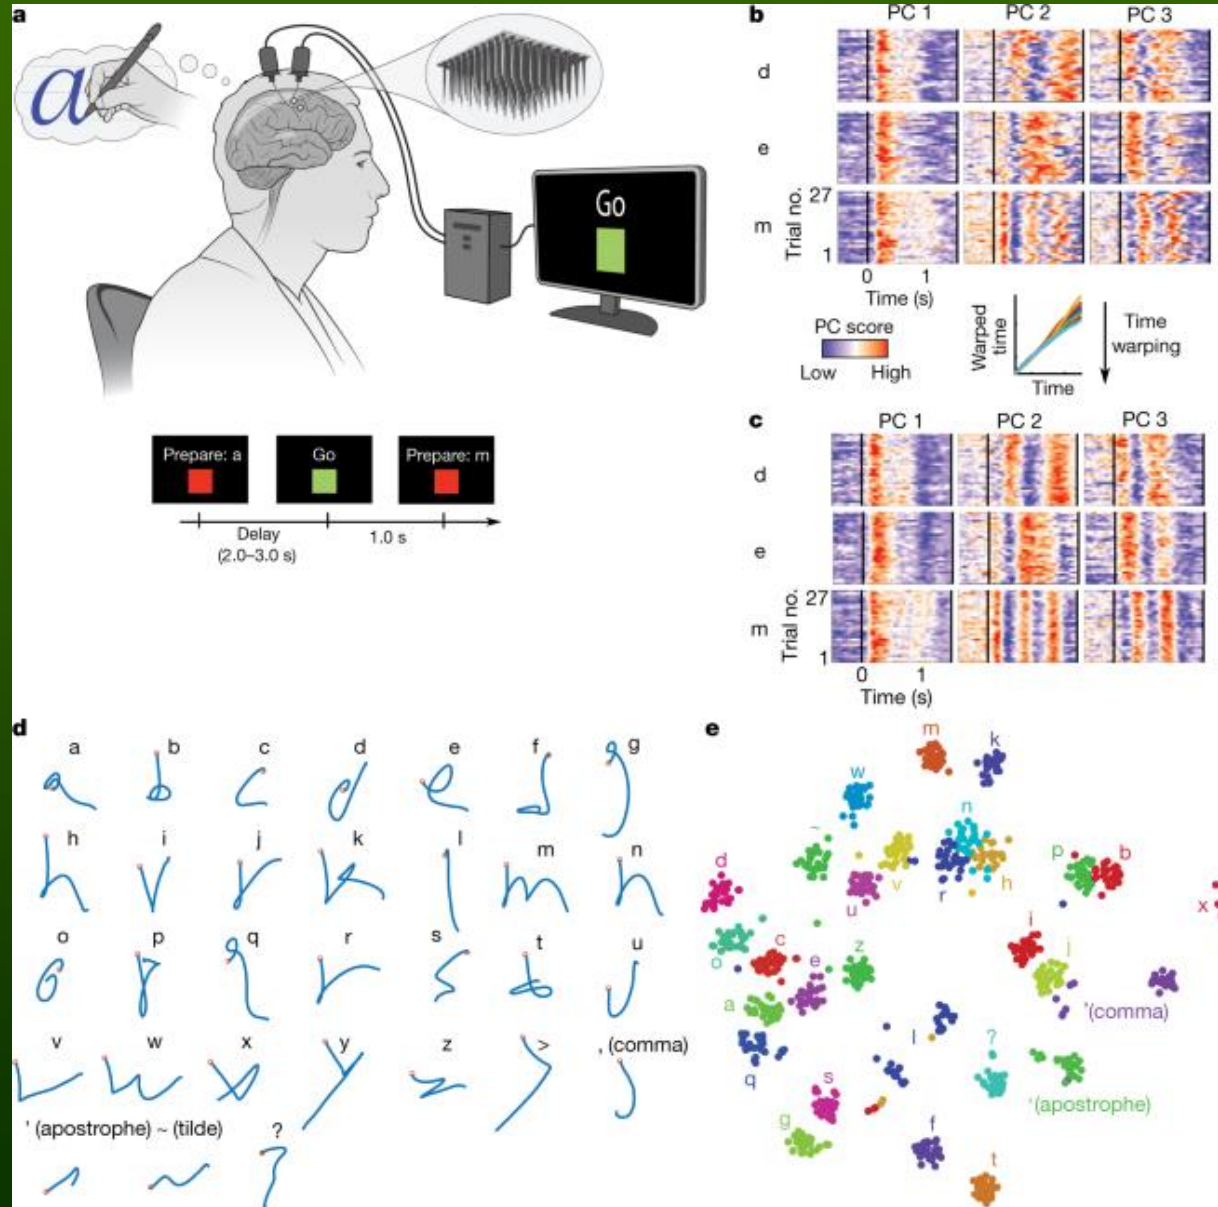 a
a
Go
Prepare: a
Go
Prepare: m
Delay
(2.0–3.0 s)
1.0 s
b
PC 1 PC 2 PC 3
d
e
m
Trial no.
27
1
0 1
Time (s)
PC score
Low High
Warped
time
Time
Time
warping
c
PC 1 PC 2 PC 3
d
e
m
Trial no.
27
1
0 1
Time (s)
d
a b c d e f g
h i j k l m n
o p q r s t u
v w x y z > , (comma)
' (apostrophe) ~ (tilde) ?
e
m k
w
n
~
d v r h p b
u x
o c e z i j
a '(comma)
q l ?
s '(apostrophe)
g f
t